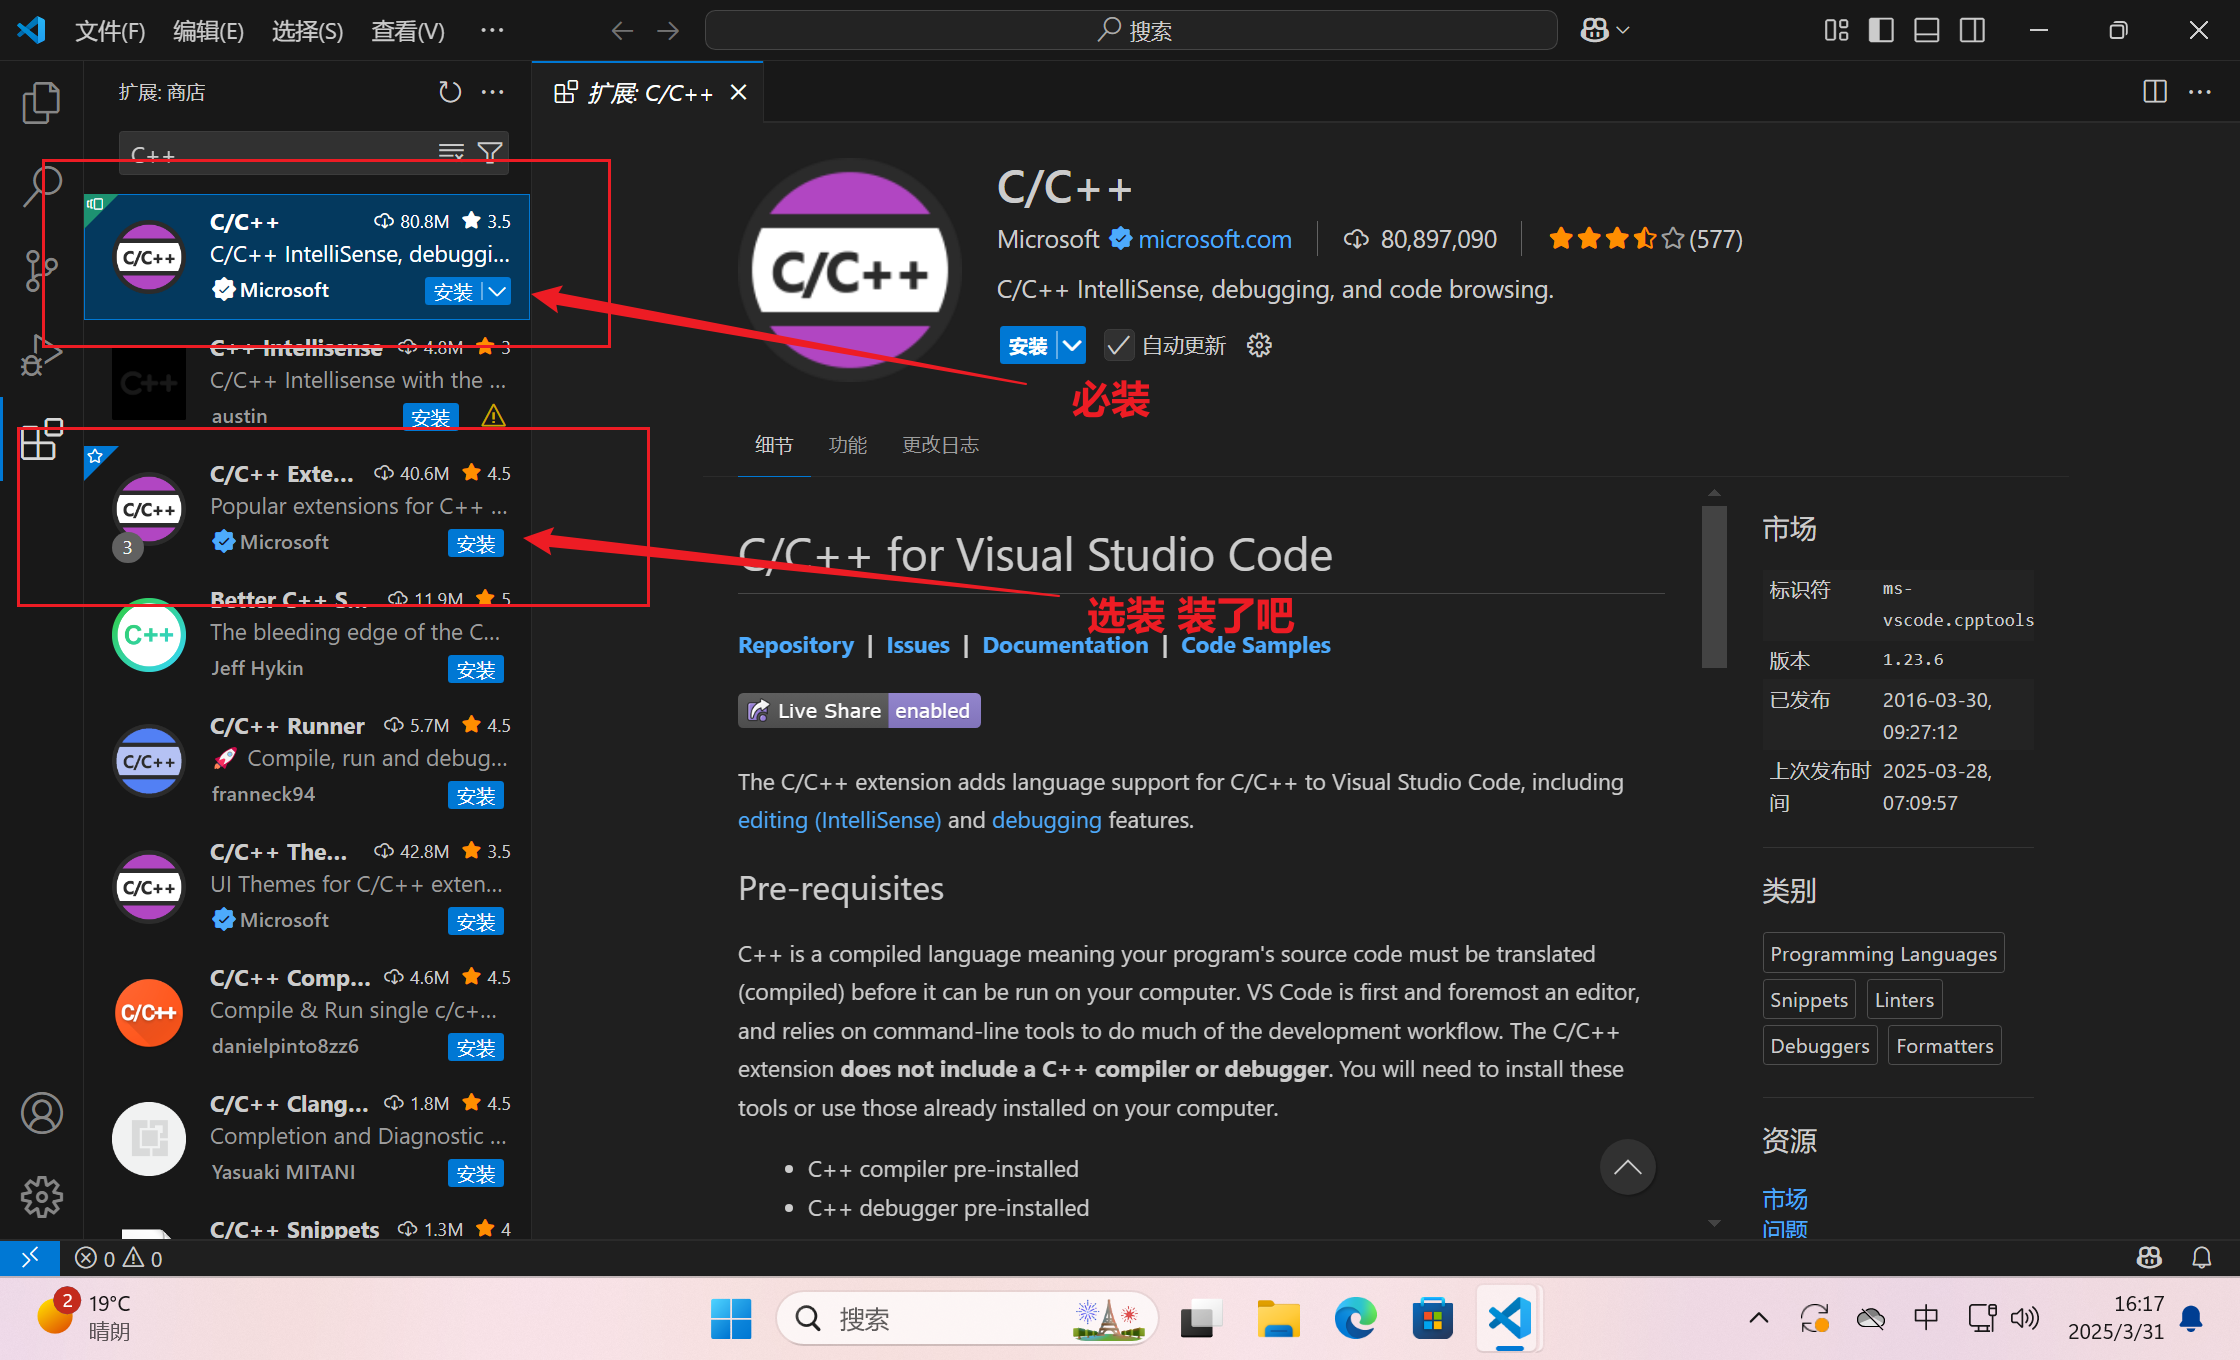 文件(F) 编辑(E) 选择(S) 查看(V) ··· 搜索
扩展: 商店
C++
C/C++ 80.8M 3.5
C/C++ IntelliSense, debuggi...
Microsoft 安装
C++ Intellisense 4.8M 3
C/C++ Intellisense with the ...
austin 安装
C/C++ Exte... 40.6M 4.5
Popular extensions for C++ ...
3 Microsoft 安装
Better C++ S... 11.9M 5
The bleeding edge of the C...
Jeff Hykin 安装
C/C++ Runner 5.7M 4.5
Compile, run and debug...
franneck94 安装
C/C++ The... 42.8M 3.5
UI Themes for C/C++ exten...
Microsoft 安装
C/C++ Comp... 4.6M 4.5
Compile & Run single c/c+...
danielpinto8zz6 安装
C/C++ Clang... 1.8M 4.5
Completion and Diagnostic ...
Yasuaki MITANI 安装
C/C++ Snippets 1.3M 4
C/C++
C++
C/C++
C++
C/C++
C/C++
C/C++
扩展: C/C++
C/C++
C/C++
Microsoft microsoft.com 80,897,090 (577)
C/C++ IntelliSense, debugging, and code browsing.
安装 自动更新
必装
细节 功能 更改日志
C/C++ for Visual Studio Code
选装 装了吧
Repository | Issues | Documentation | Code Samples
Live Share enabled
The C/C++ extension adds language support for C/C++ to Visual Studio Code, including
editing (IntelliSense) and debugging features.
Pre-requisites
C++ is a compiled language meaning your program's source code must be translated
(compiled) before it can be run on your computer. VS Code is first and foremost an editor,
and relies on command-line tools to do much of the development workflow. The C/C++
extension does not include a C++ compiler or debugger. You will need to install these
tools or use those already installed on your computer.
• C++ compiler pre-installed
• C++ debugger pre-installed
市场
标识符 ms-
vscode.cpptools
版本 1.23.6
已发布 2016-03-30,
09:27:12
上次发布时 2025-03-28,
间 07:09:57
类别
Programming Languages
Snippets Linters
Debuggers Formatters
资源
市场
问题
0 0
2 19°C
晴朗
搜索
中
16:17
2025/3/31